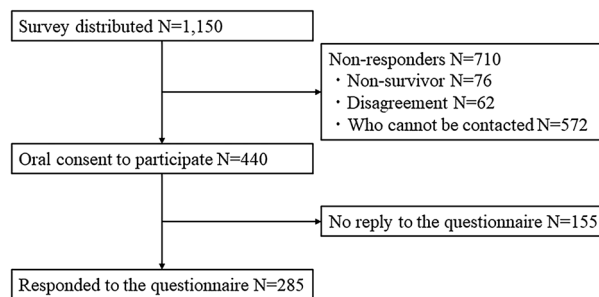 Survey distributed N=1,150
Non-responders N=710
・Non-survivor N=76
・Disagreement N=62
・Who cannot be contacted N=572
Oral consent to participate N=440
No reply to the questionnaire N=155
Responded to the questionnaire N=285